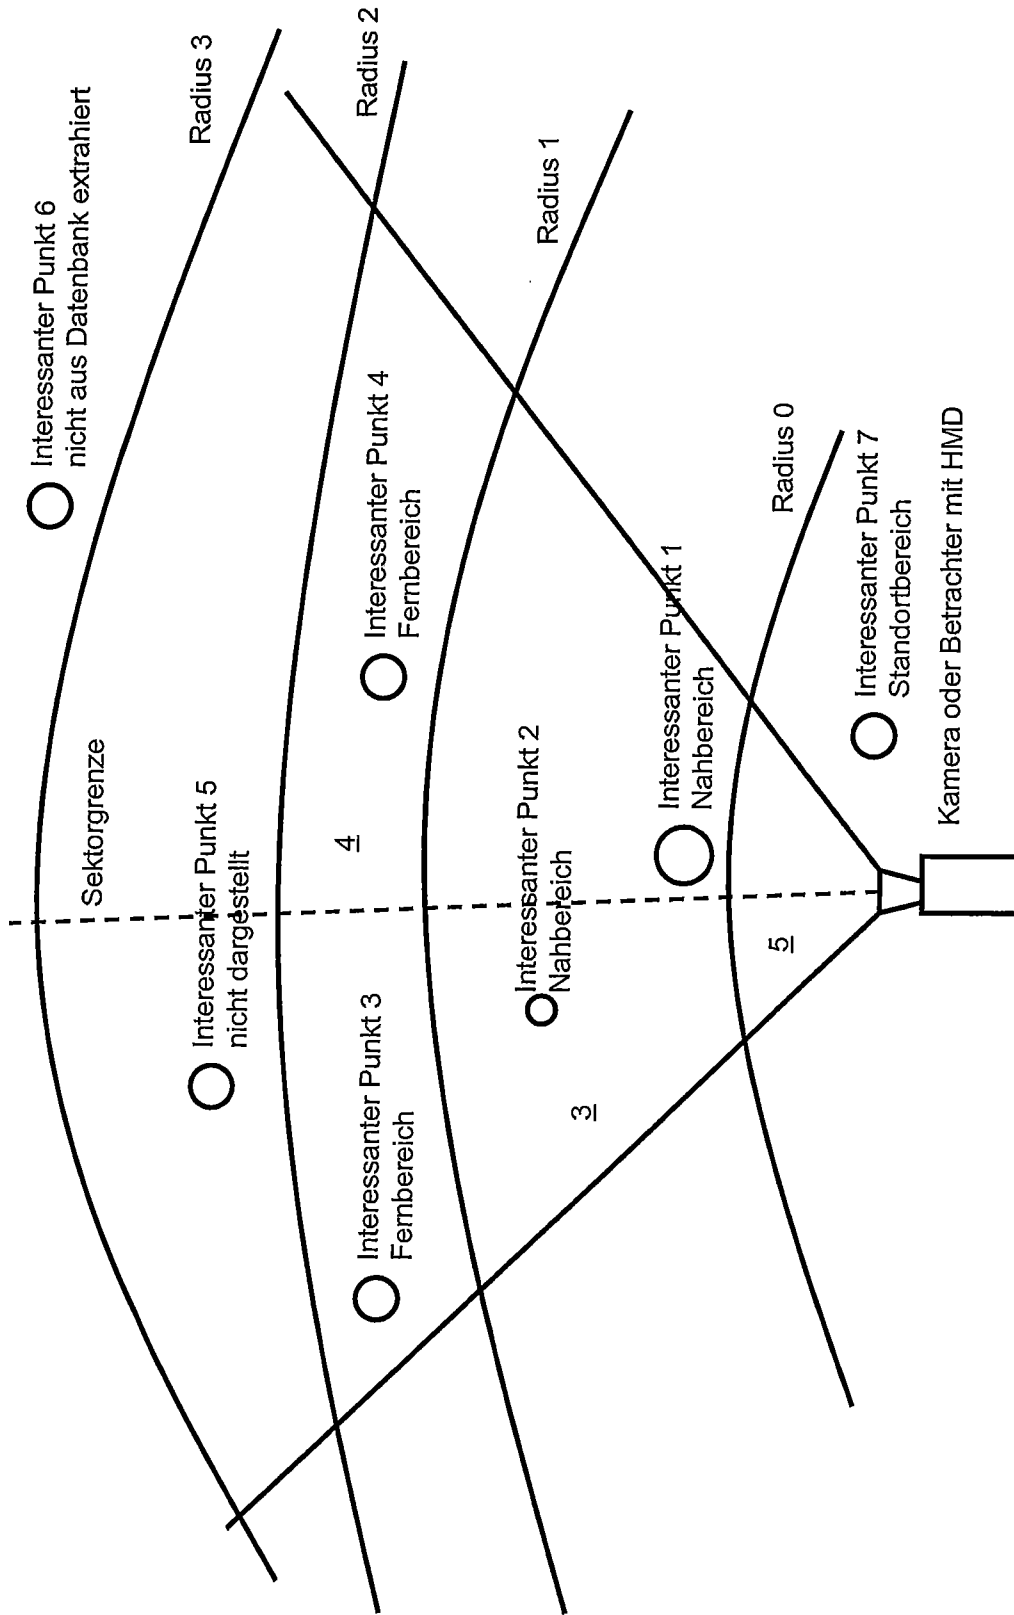 Interessanter Punkt 6
nicht aus Datenbank extrahiert
Radius 3
Sektorgrenze
Radius 2
Interessanter Punkt 5
nicht dargestellt
4
Interessanter Punkt 3
Fernbereich
Interessanter Punkt 4
Fernbereich
Radius 1
Interessanter Punkt 2
Nahbereich
3
Interessanter Punkt 1
Nahbereich
Radius 0
5
Interessanter Punkt 7
Standortbereich
Kamera oder Betrachter mit HMD